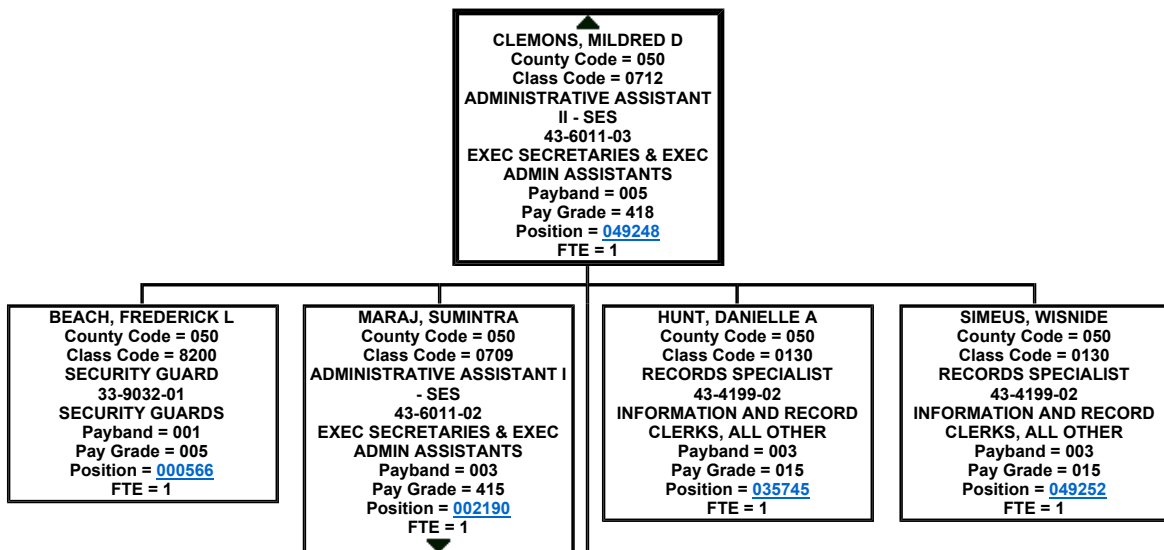 CLEMONS, MILDRED D
County Code = 050
Class Code = 0712
ADMINISTRATIVE ASSISTANT
II - SES
43-6011-03
EXEC SECRETARIES & EXEC
ADMIN ASSISTANTS
Payband = 005
Pay Grade = 418
Position = 049248
FTE = 1
BEACH, FREDERICK L
County Code = 050
Class Code = 8200
SECURITY GUARD
33-9032-01
SECURITY GUARDS
Payband = 001
Pay Grade = 005
Position = 000566
FTE = 1
MARAJ, SUMINTRA
County Code = 050
Class Code = 0709
ADMINISTRATIVE ASSISTANT I
- SES
43-6011-02
EXEC SECRETARIES & EXEC
ADMIN ASSISTANTS
Payband = 003
Pay Grade = 415
Position = 002190
FTE = 1
HUNT, DANIELLE A
County Code = 050
Class Code = 0130
RECORDS SPECIALIST
43-4199-02
INFORMATION AND RECORD
CLERKS, ALL OTHER
Payband = 003
Pay Grade = 015
Position = 035745
FTE = 1
SIMEUS, WISNIDE
County Code = 050
Class Code = 0130
RECORDS SPECIALIST
43-4199-02
INFORMATION AND RECORD
CLERKS, ALL OTHER
Payband = 003
Pay Grade = 015
Position = 049252
FTE = 1